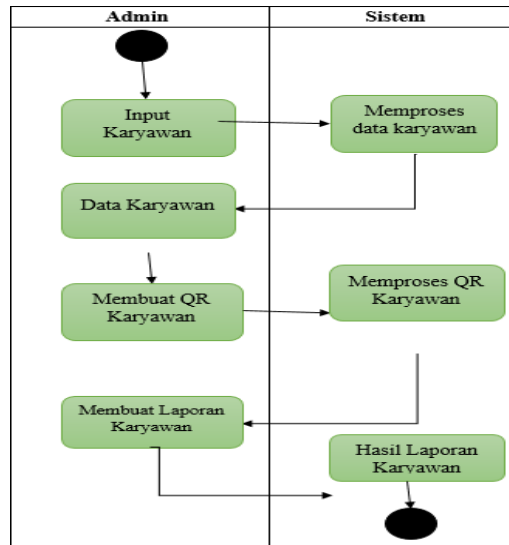 Admin
Sistem
Input
Karyawan
Memproses
data karyawan
Data Karyawan
Membuat QR
Karyawan
Memproses QR
Karyawan
Membuat Laporan
Karyawan
Hasil Laporan
Karyawan